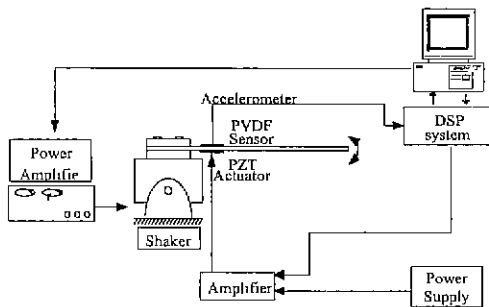 Accelerometer
PVDF
Sensor
DSP
system
Power
Amplifie
PZT
Actuator
Shaker
Amplifier
Power
Supply